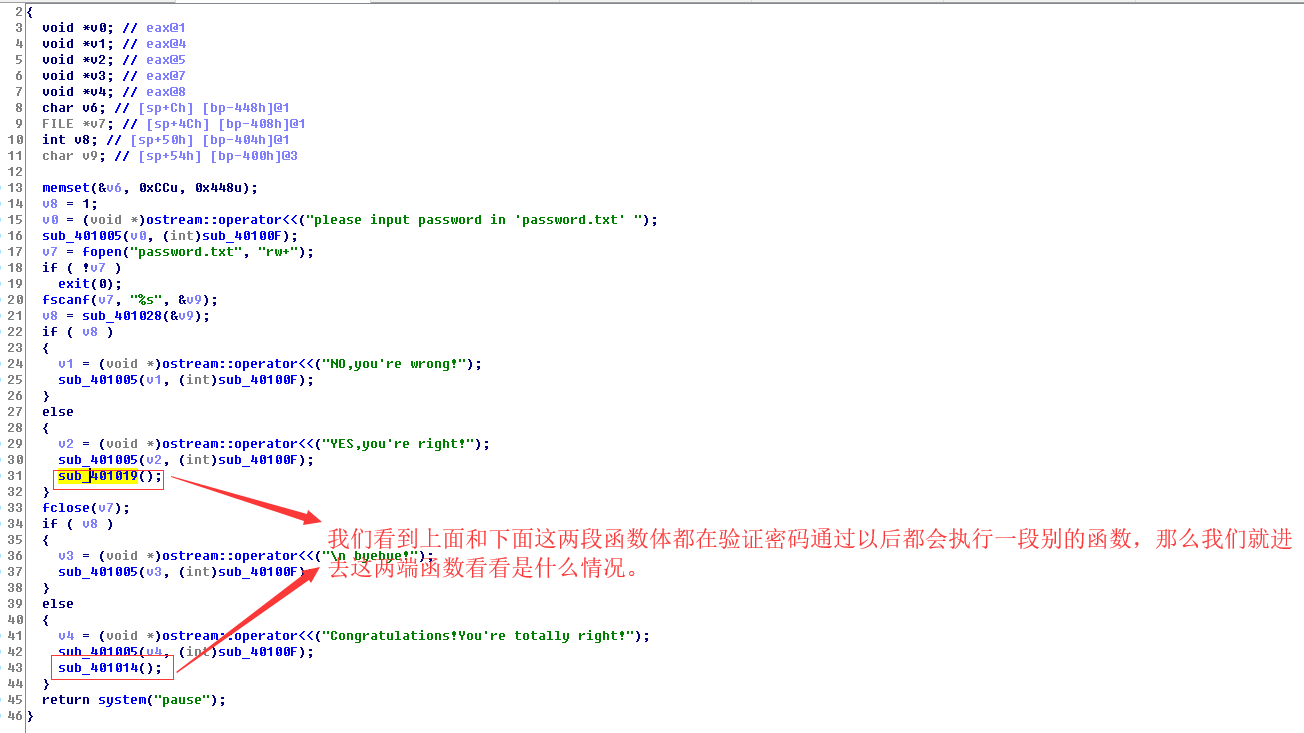 2 {
3 void *v0; // eax@1
4 void *v1; // eax@4
5 void *v2; // eax@5
6 void *v3; // eax@7
7 void *v4; // eax@8
8 char v6; // [sp+Ch] [bp-448h]@1
9 FILE *v7; // [sp+4Ch] [bp-408h]@1
10 int v8; // [sp+50h] [bp-404h]@1
11 char v9; // [sp+54h] [bp-400h]@3
12
13 memset(&v6, 0xCCu, 0x448u);
14 v8 = 1;
15 v0 = (void *)ostream::operator<<("please input password in 'password.txt' ");
16 sub_401005(v0, (int)sub_40100F);
17 v7 = fopen("password.txt", "rw+");
18 if ( !v7 )
19 exit(0);
20 fscanf(v7, "%s", &v9);
21 v8 = sub_401028(&v9);
22 if ( v8 )
23 {
24 v1 = (void *)ostream::operator<<("NO,you're wrong!");
25 sub_401005(v1, (int)sub_40100F);
26 }
27 else
28 {
29 v2 = (void *)ostream::operator<<("YES,you're right!");
30 sub_401005(v2, (int)sub_40100F);
31 sub_401019();
32 }
33 fclose(v7);
34 if ( v8 )
35 {
36 v3 = (void *)ostream::operator<<("\n byebye!");
37 sub_401005(v3, (int)sub_40100F);
38 }
39 else
40 {
41 v4 = (void *)ostream::operator<<("Congratulations!You're totally right!");
42 sub_401005(v4, (int)sub_40100F);
43 sub_401014();
44 }
45 return system("pause");
46 }
我们看到上面和下面这两段函数体都在验证密码通过以后都会执行一段别的函数，那么我们就进
去这两端函数看看是什么情况。